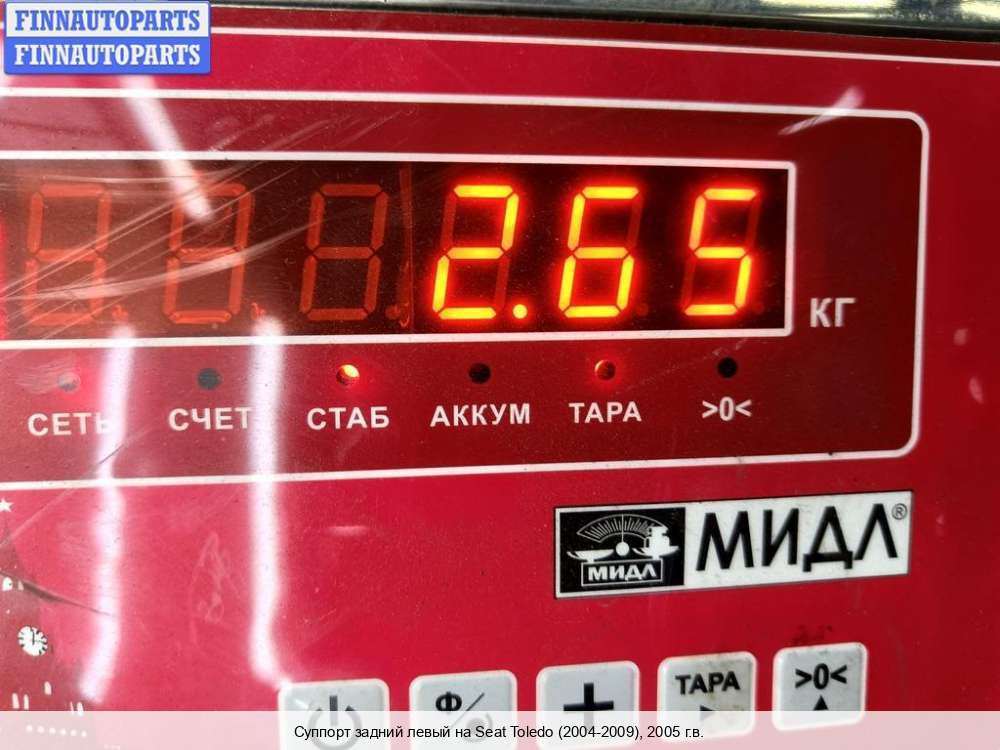 FINNAUTOPARTS
FINNAUTOPARTS
2.65
КГ
СЕТЬ СЧЕТ СТАБ АККУМ ТАРА >0<
МИДЛ МИДЛ®
Ф/ + ТАРА >0<
Суппорт задний левый на Seat Toledo (2004-2009), 2005 г.в.